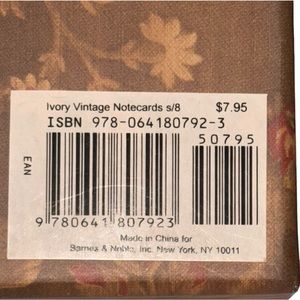 Ivory Vintage Notecards s/8 $7.95
ISBN 978-064180792-3
50795
EAN
9 780641 807923
Made in China for
Barnes & Noble, Inc. New York, NY 10011